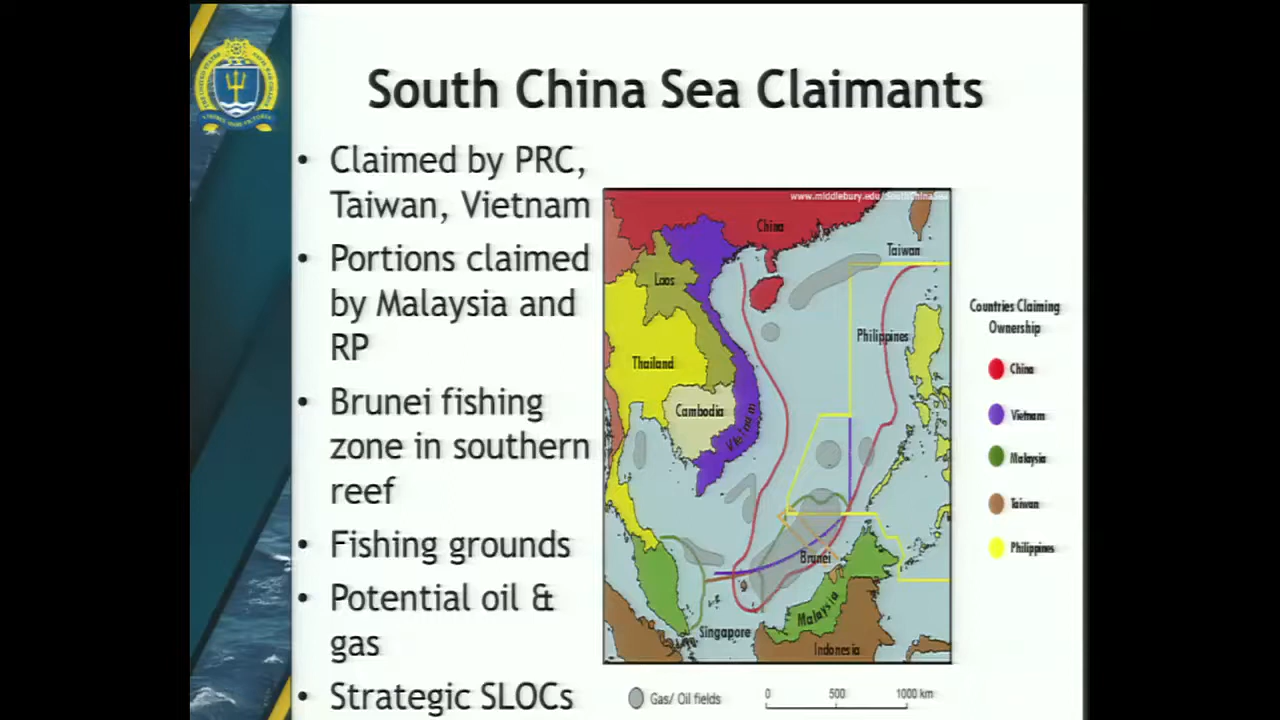 South China Sea Claimants
• Claimed by PRC,
Taiwan, Vietnam
• Portions claimed
by Malaysia and
RP
• Brunei fishing
zone in southern
reef
• Fishing grounds
• Potential oil &
gas
• Strategic SLOCs
www.middlebury.edu/SouthChinaSea
China
Taiwan
Laos
Philippines
Thailand
Cambodia
Vietnam
Brunei
Malaysia
Singapore
Indonesia
Countries Claiming
Ownership
China
Vietnam
Malaysia
Taiwan
Philippines
Gas/ Oil fields
0 500 1000 km